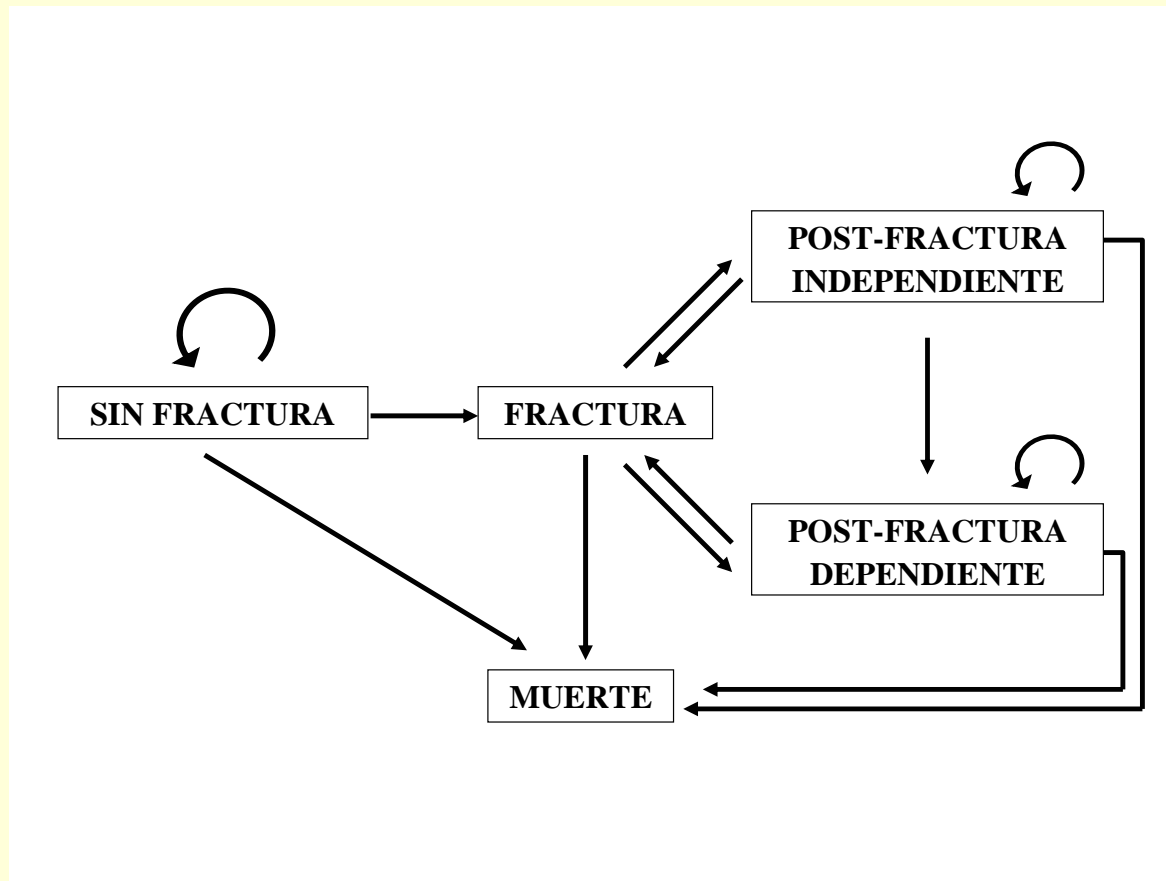 POST-FRACTURA
INDEPENDIENTE
SIN FRACTURA
FRACTURA
POST-FRACTURA
DEPENDIENTE
MUERTE